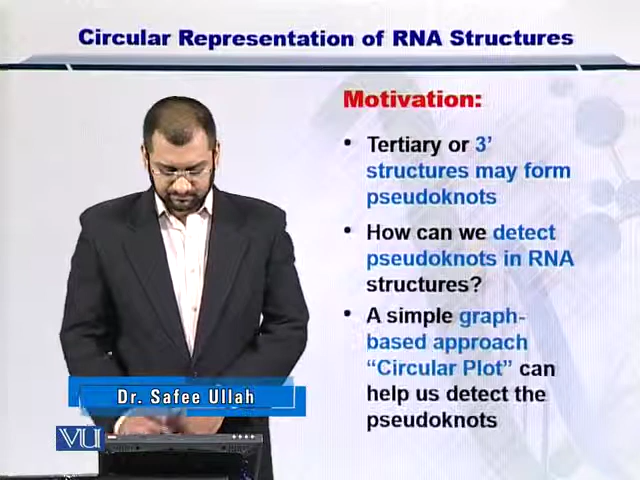 Circular Representation of RNA Structures
Motivation:
• Tertiary or 3’
structures may form
pseudoknots
• How can we detect
pseudoknots in RNA
structures?
• A simple graph-
based approach
“Circular Plot” can
help us detect the
pseudoknots
Dr. Safee Ullah
VU